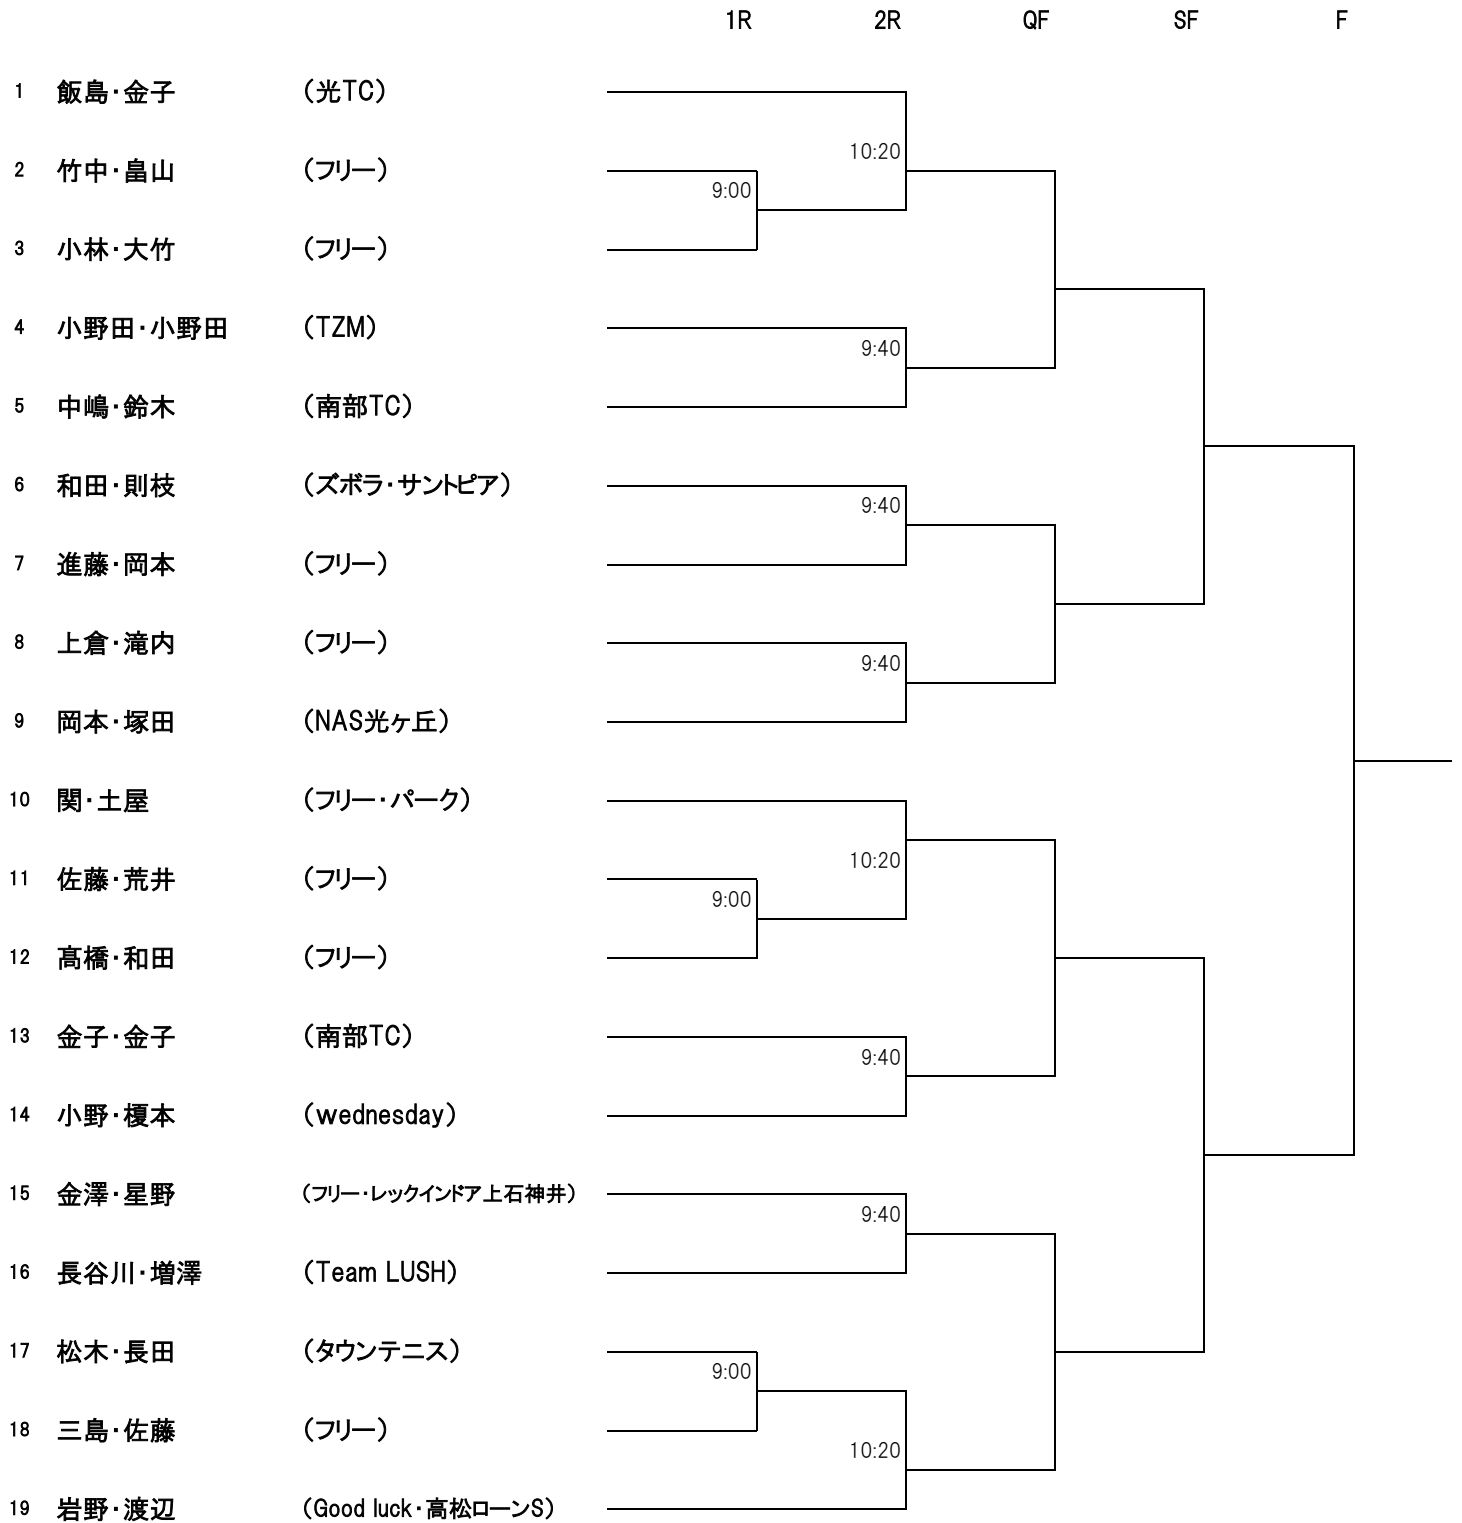 1R 2R QF SF F
1 飯島・金子 （光TC）
10:20
2 竹中・畠山 （フリー）
9:00
3 小林・大竹 （フリー）
4 小野田・小野田 （TZM）
9:40
5 中嶋・鈴木 （南部TC）
6 和田・則枝 （ズボラ・サントピア）
9:40
7 進藤・岡本 （フリー）
8 上倉・滝内 （フリー）
9:40
9 岡本・塚田 （NAS光ヶ丘）
10 関・土屋 （フリー・パーク）
10:20
11 佐藤・荒井 （フリー）
9:00
12 髙橋・和田 （フリー）
13 金子・金子 （南部TC）
9:40
14 小野・榎本 （wednesday）
15 金澤・星野 （フリー・レックインドア上石神井）
9:40
16 長谷川・増澤 （Team LUSH）
17 松木・長田 （タウンテニス）
9:00
18 三島・佐藤 （フリー）
10:20
19 岩野・渡辺 （Good luck・高松ローンS）